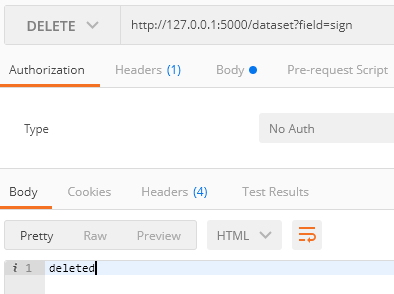 DELETE http://127.0.0.1:5000/dataset?field=sign
Authorization Headers (1) Body Pre-request Script
Type No Auth
Body Cookies Headers (4) Test Results
Pretty Raw Preview HTML
i 1 deleted